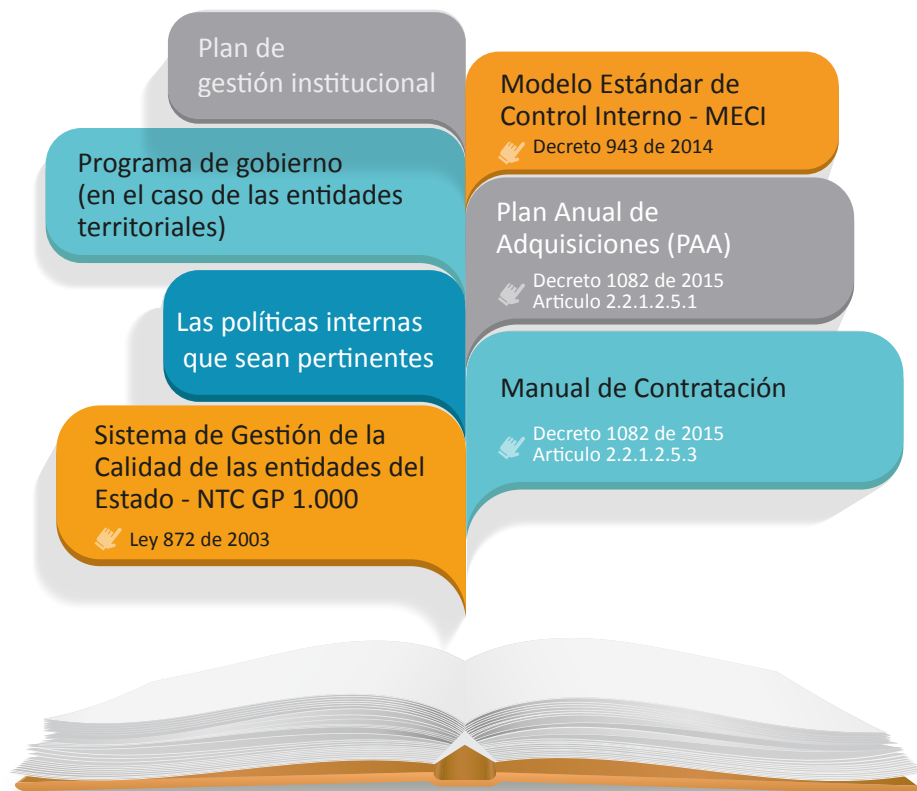 Plan de
gestión institucional
Modelo Estándar de
Control Interno - MECI
Decreto 943 de 2014
Programa de gobierno
(en el caso de las entidades
territoriales)
Plan Anual de
Adquisiciones (PAA)
Decreto 1082 de 2015
Articulo 2.2.1.2.5.1
Las políticas internas
que sean pertinentes
Manual de Contratación
Decreto 1082 de 2015
Artículo 2.2.1.2.5.3
Sistema de Gestión de la
Calidad de las entidades del
Estado - NTC GP 1.000
Ley 872 de 2003